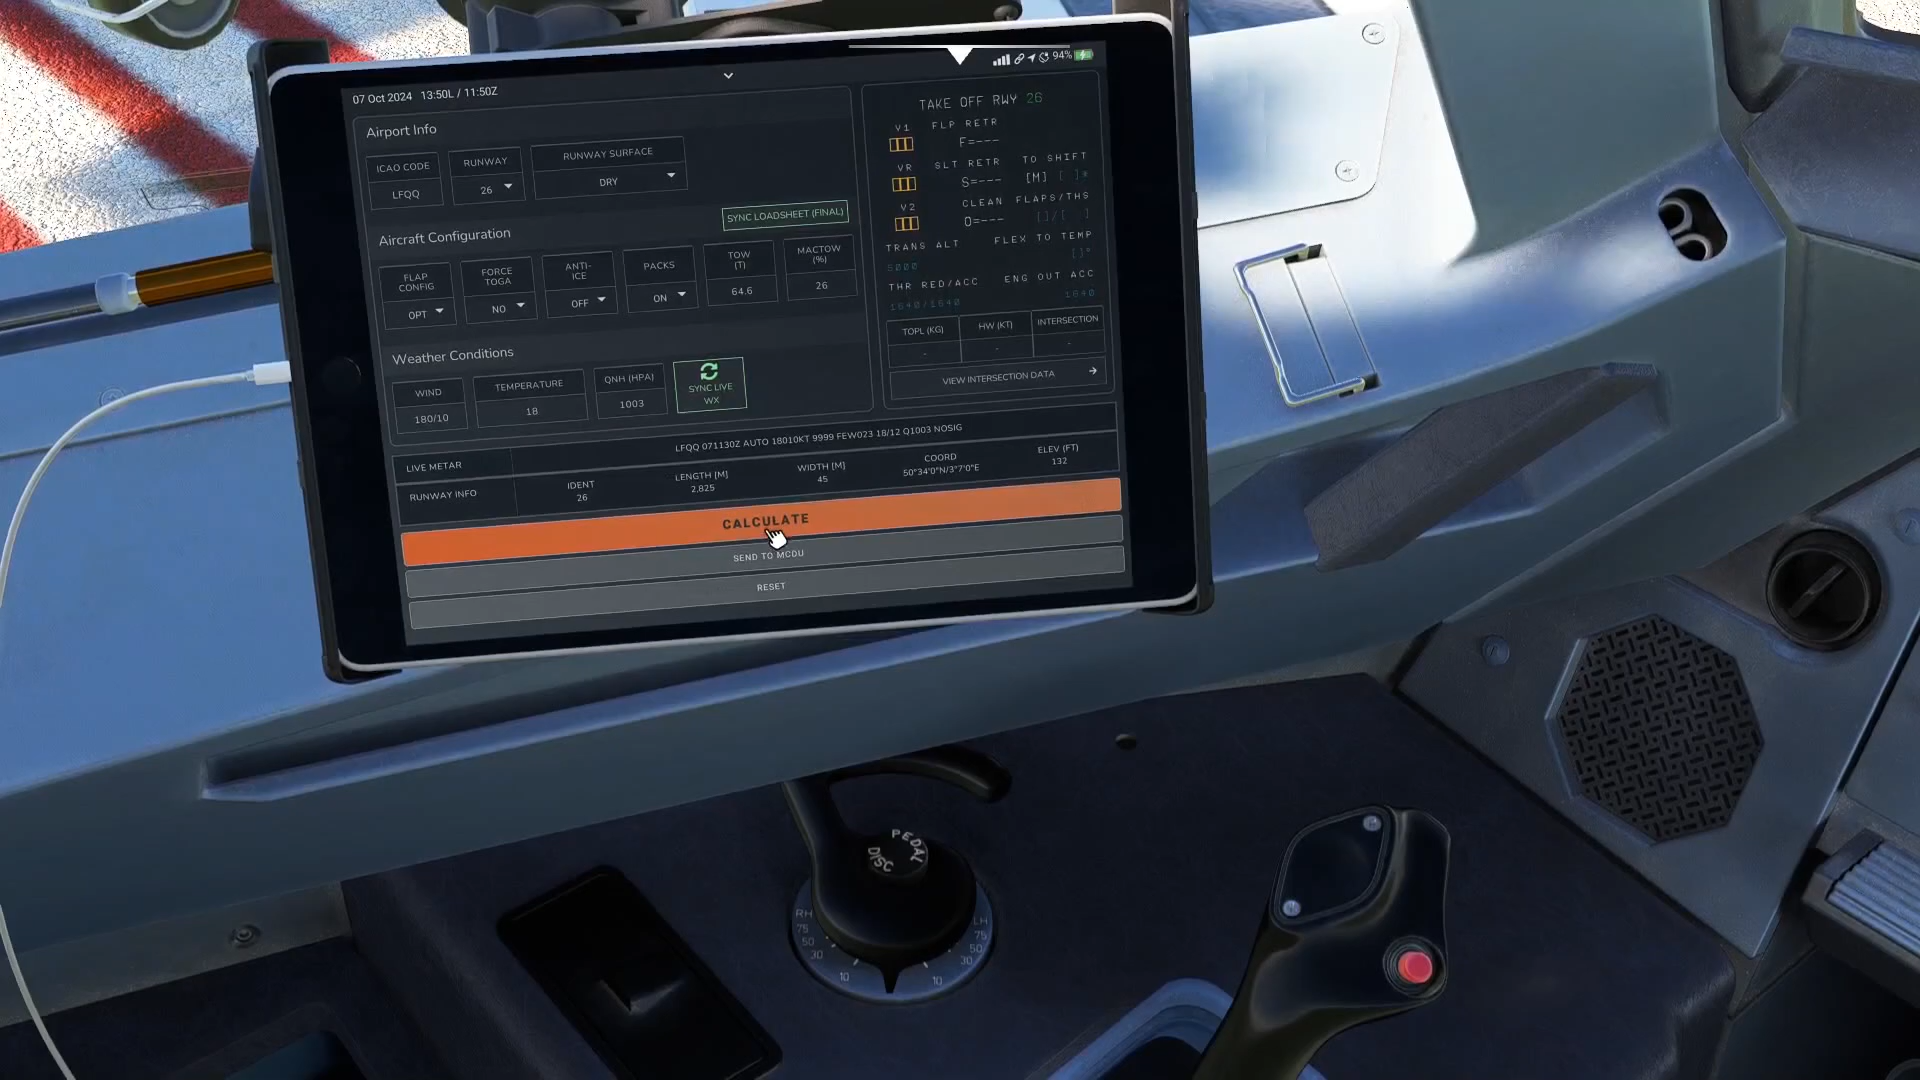 07 Oct 2024 13:50L / 11:50Z
94%
Airport Info
ICAO CODE
LFQQ
RUNWAY
26
RUNWAY SURFACE
DRY
SYNC LOADSHEET (FINAL)
Aircraft Configuration
FLAP CONFIG
OPT
FORCE TOGA
NO
ANTI-ICE
OFF
PACKS
ON
TOW (T)
64.6
MACTOW (%)
26
Weather Conditions
WIND
180/10
TEMPERATURE
18
QNH (HPA)
1003
SYNC LIVE WX
TAKE OFF RWY 26
V1
FLP RETR
F=---
VR
SLT RETR
TO SHIFT
S=---
[M] [ ]*
V2
CLEAN
FLAPS/THS
O=---
[]/[ ]
TRANS ALT
FLEX TO TEMP
5000
[]°
THR RED/ACC
ENG OUT ACC
1640/1640
1640
TOPL (KG)
-
HW (KT)
-
INTERSECTION
-
VIEW INTERSECTION DATA
LIVE METAR
LFQQ 071130Z AUTO 18010KT 9999 FEW023 18/12 Q1003 NOSIG
RUNWAY INFO
IDENT
26
LENGTH [M]
2,825
WIDTH [M]
45
COORD
50°34'0"N/3°7'0"E
ELEV (FT)
132
CALCULATE
SEND TO MCDU
RESET
PEDAL
DISC
RH
75
50
30
10
LH
75
50
30
10